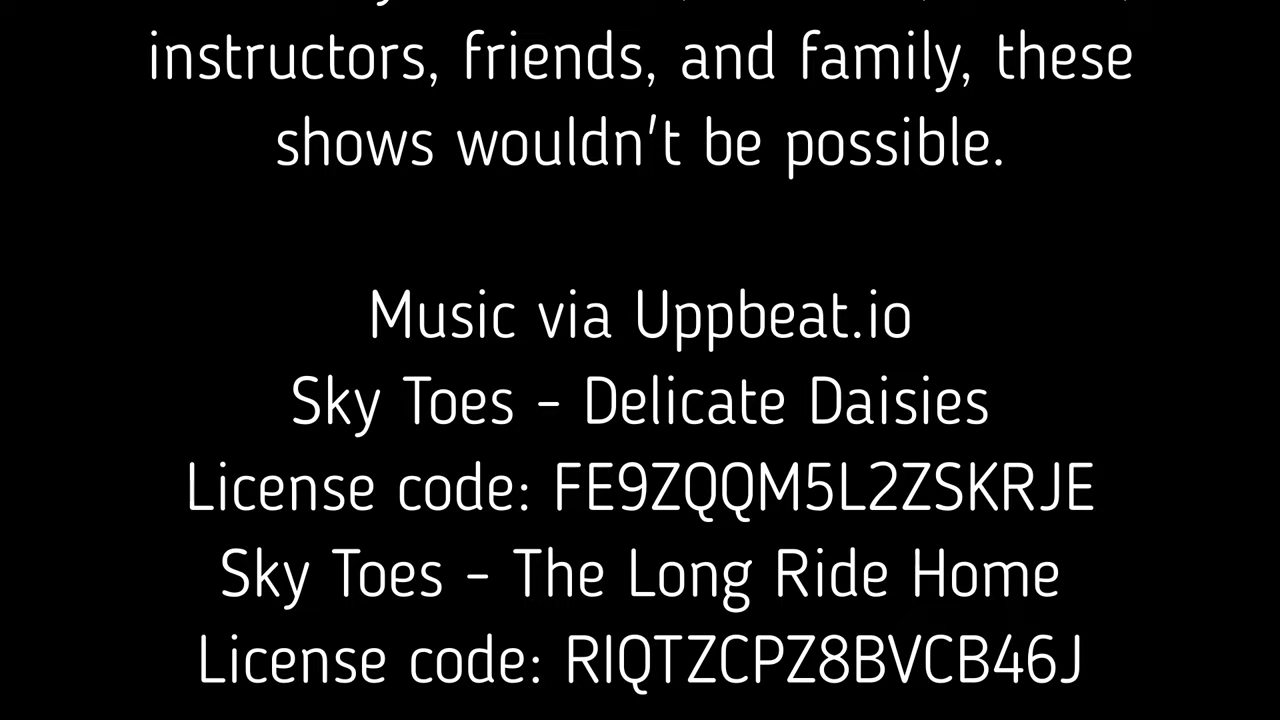 instructors, friends, and family, these
shows wouldn't be possible.
Music via Uppbeat.io
Sky Toes - Delicate Daisies
License code: FE9ZQQM5L2ZSKRJE
Sky Toes - The Long Ride Home
License code: RIQTZCPZ8BVCB46J